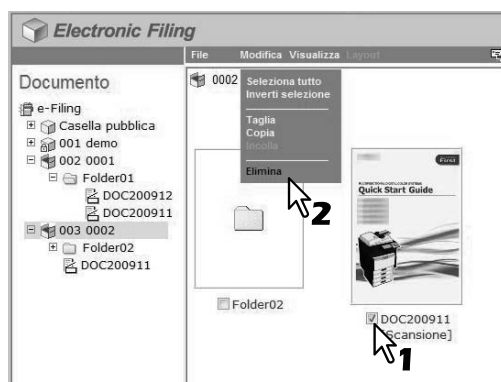 Electronic Filing
File Modifica Visualizza Layout
Documento
e-Filing
Casella pubblica
001 demo
002 0001
Folder01
DOC200912
DOC200911
003 0002
Folder02
DOC200911
0002
Seleziona tutto
Inverti selezione
Taglia
Copia
Incolla
Elimina
2
Folder02
First
Quick Start Guide
DOC200911
[Scansione]
1